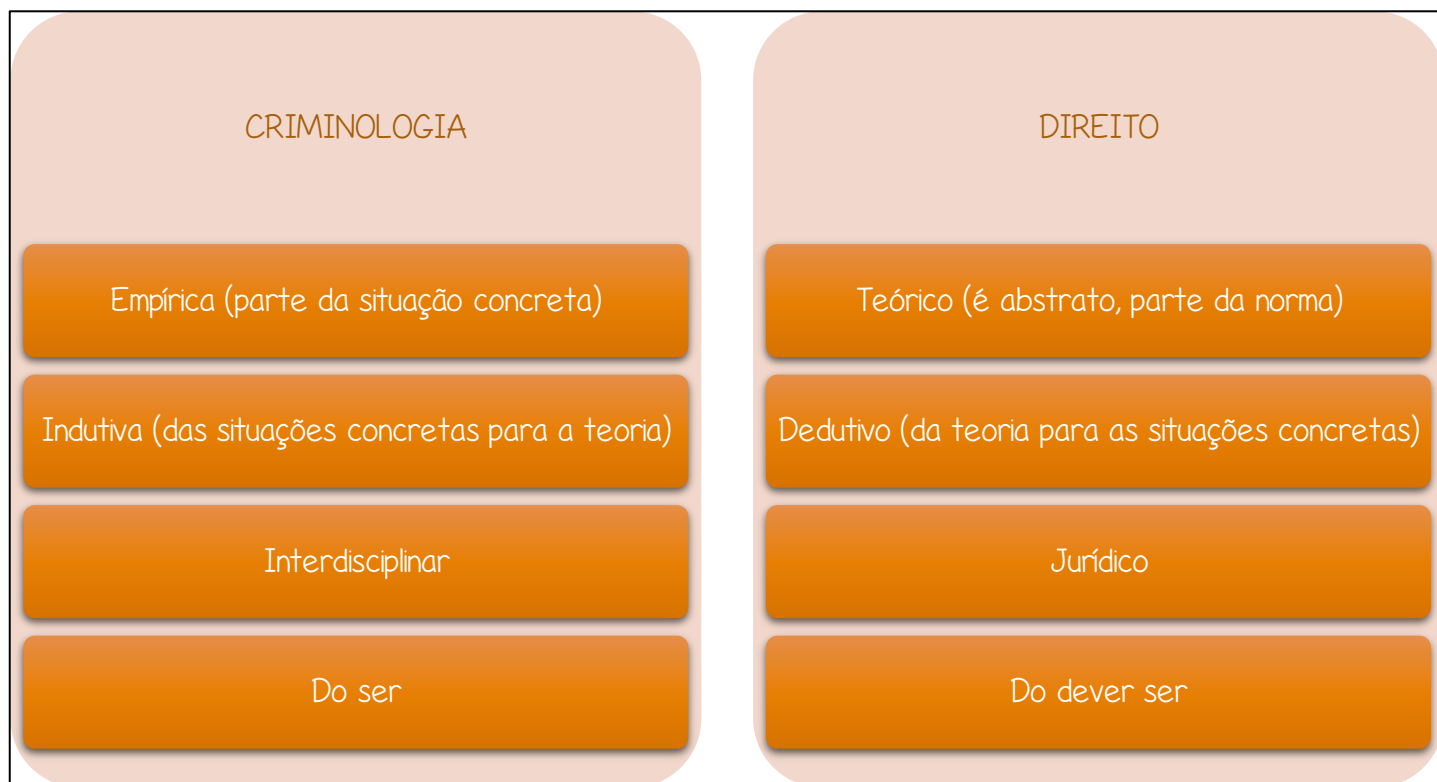 CRIMINOLOGIA
Empírica (parte da situação concreta)
Indutiva (das situações concretas para a teoria)
Interdisciplinar
Do ser
DIREITO
Teórico (é abstrato, parte da norma)
Dedutivo (da teoria para as situações concretas)
Jurídico
Do dever ser